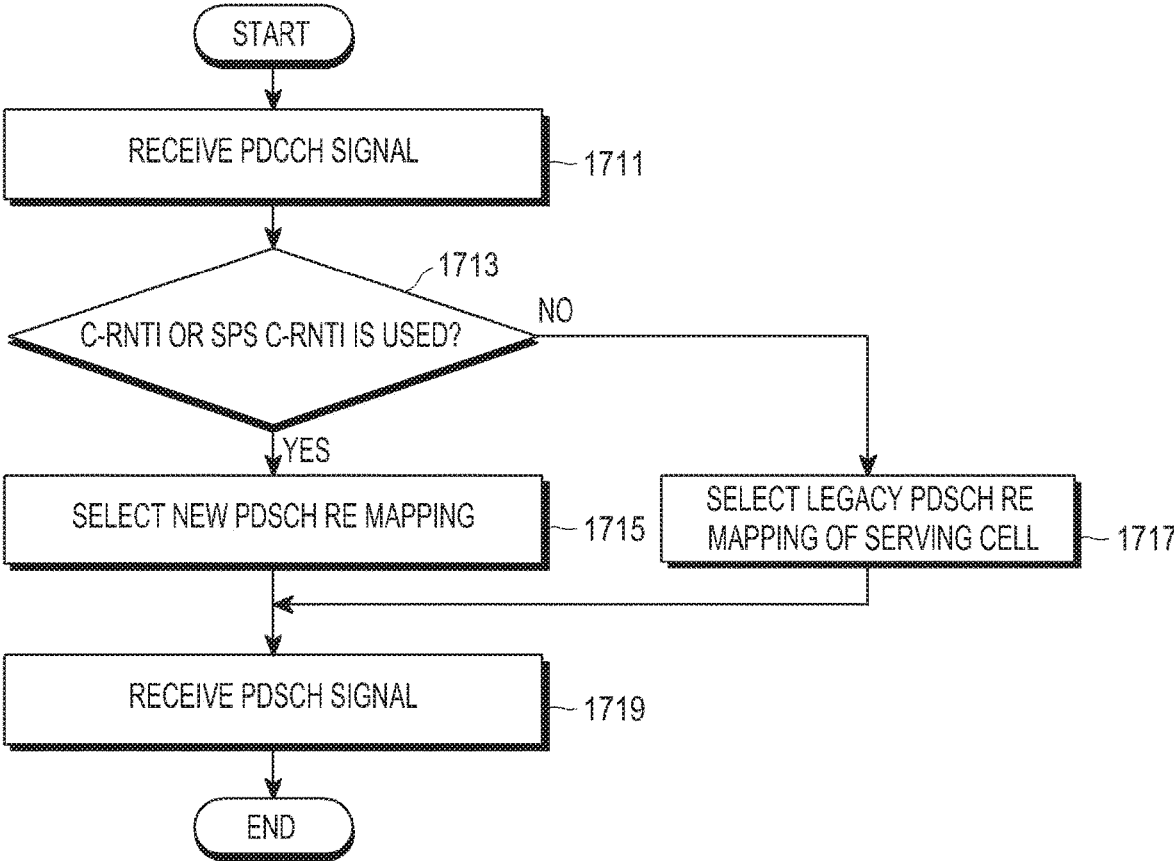 START
RECEIVE PDCCH SIGNAL
1711
1713
C-RNTI OR SPS C-RNTI IS USED?
NO
YES
SELECT NEW PDSCH RE MAPPING
1715
SELECT LEGACY PDSCH RE
MAPPING OF SERVING CELL
1717
RECEIVE PDSCH SIGNAL
1719
END